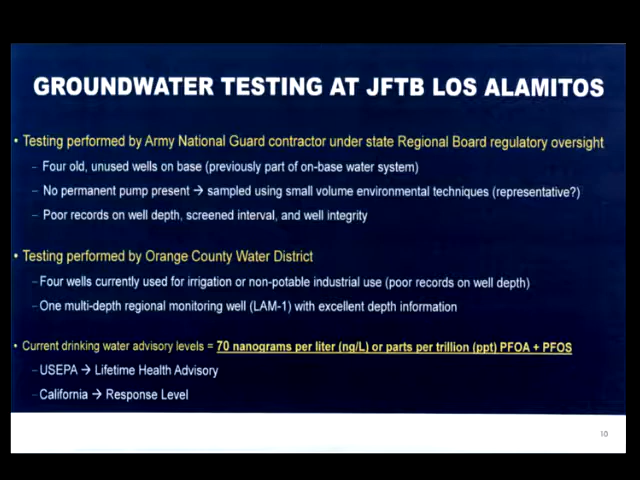 GROUNDWATER TESTING AT JFTB LOS ALAMITOS
• Testing performed by Army National Guard contractor under state Regional Board regulatory oversight
– Four old, unused wells on base (previously part of on-base water system)
– No permanent pump present → sampled using small volume environmental techniques (representative?)
– Poor records on well depth, screened interval, and well integrity
• Testing performed by Orange County Water District
– Four wells currently used for irrigation or non-potable industrial use (poor records on well depth)
– One multi-depth regional monitoring well (LAM-1) with excellent depth information
• Current drinking water advisory levels = 70 nanograms per liter (ng/L) or parts per trillion (ppt) PFOA + PFOS
– USEPA → Lifetime Health Advisory
– California → Response Level
10